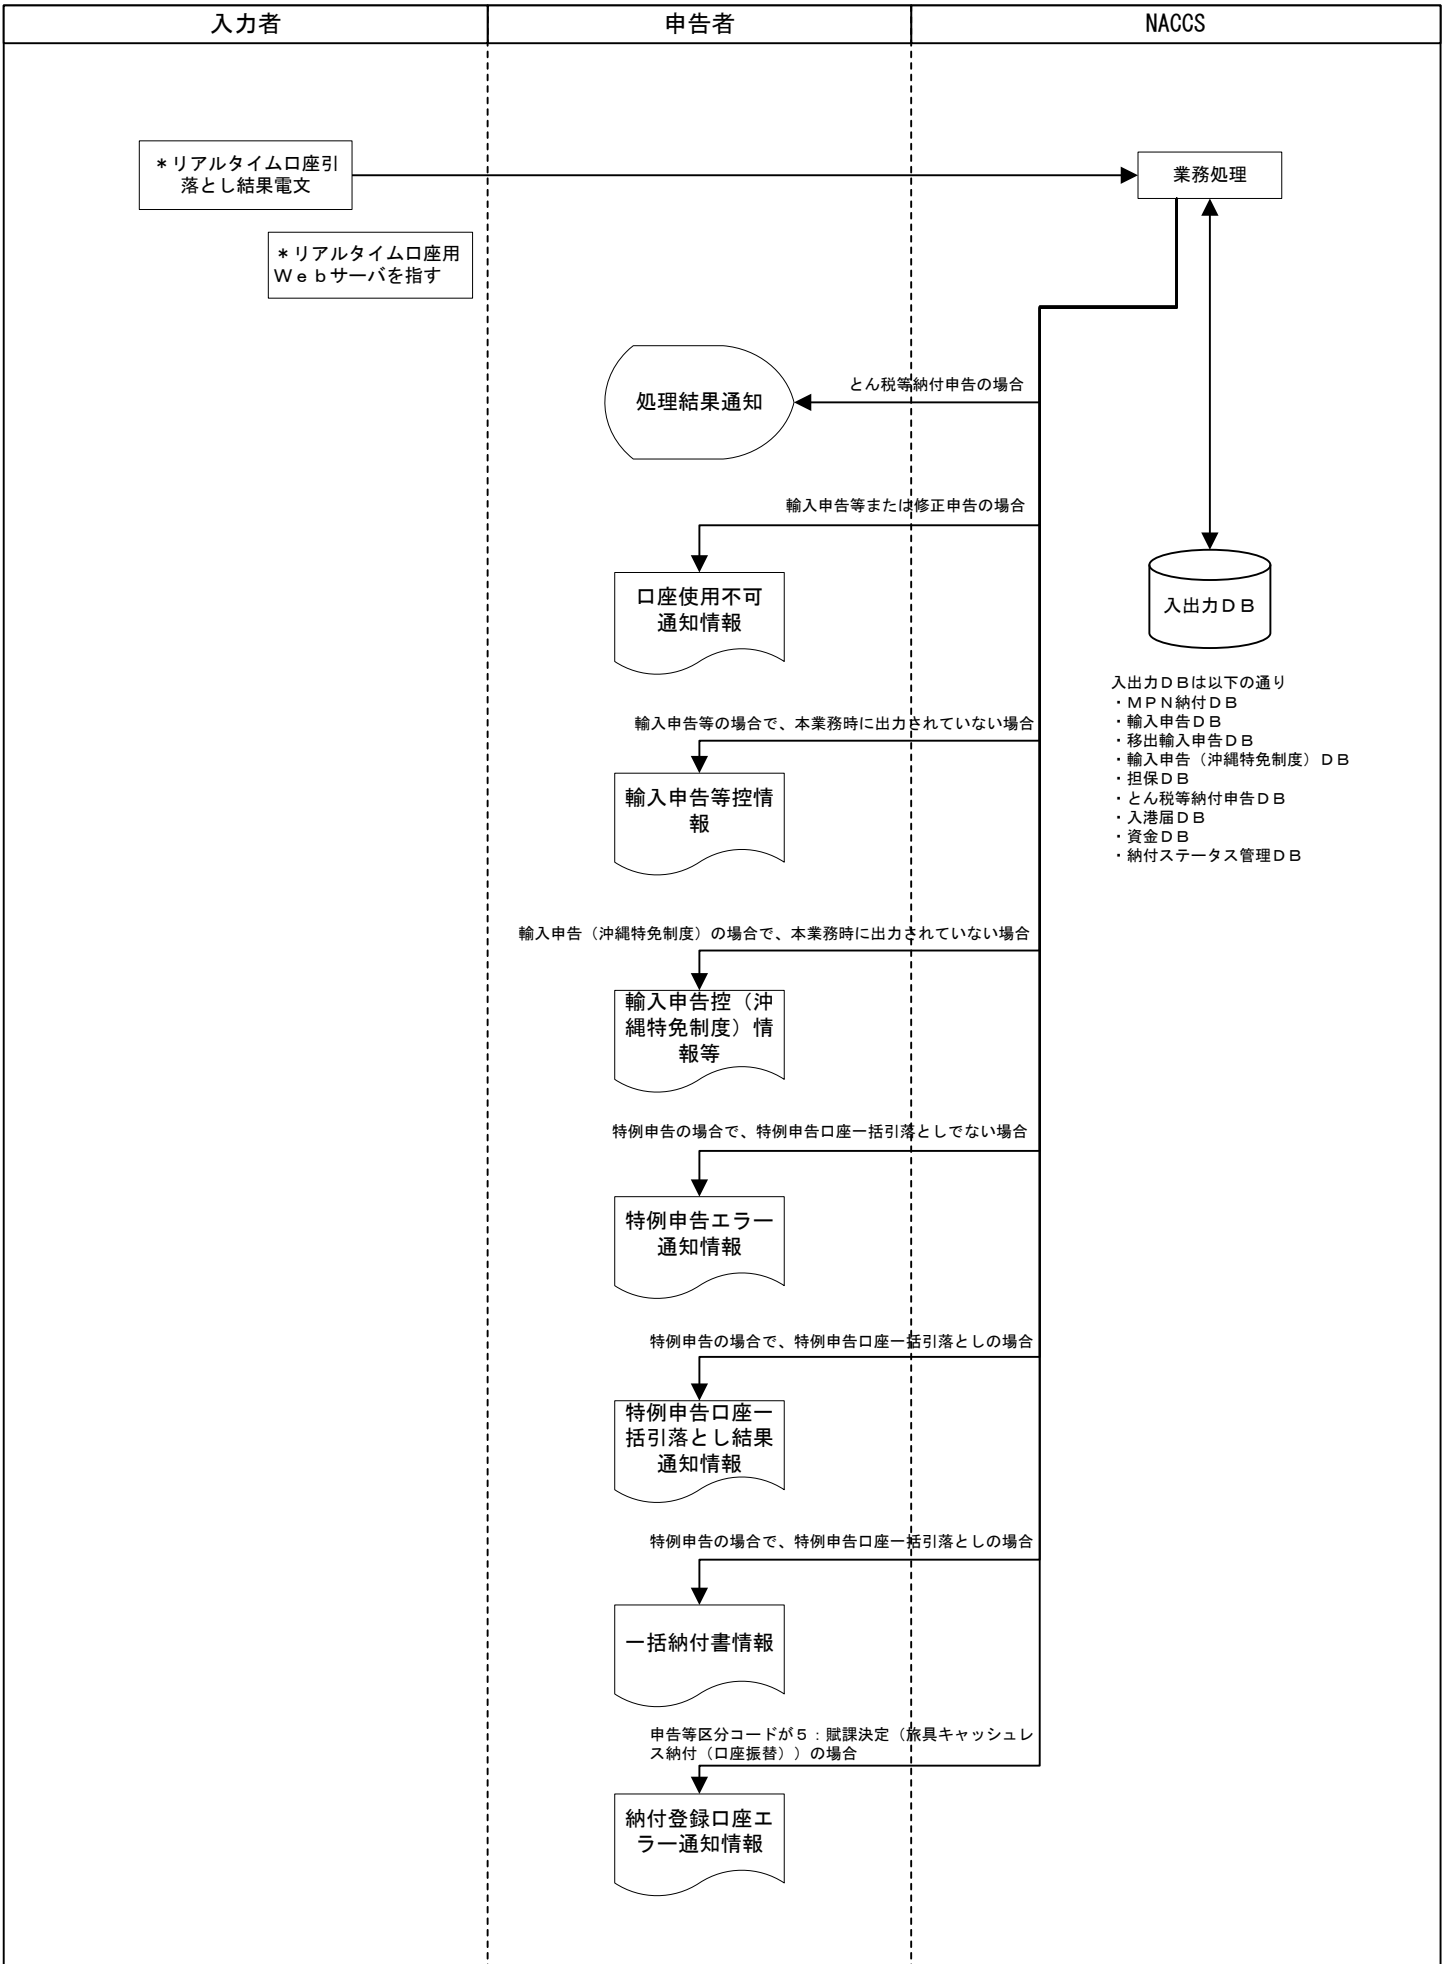 入力者
申告者
NACCS
＊リアルタイム口座引
落とし結果電文
業務処理
＊リアルタイム口座用
Ｗｅｂサーバを指す
とん税等納付申告の場合
処理結果通知
輸入申告等または修正申告の場合
口座使用不可
通知情報
入出力ＤＢ
入出力ＤＢは以下の通り
・ＭＰＮ納付ＤＢ
・輸入申告ＤＢ
・移出輸入申告ＤＢ
・輸入申告（沖縄特免制度）ＤＢ
・担保ＤＢ
・とん税等納付申告ＤＢ
・入港届ＤＢ
・資金ＤＢ
・納付ステータス管理ＤＢ
輸入申告等の場合で、本業務時に出力されていない場合
輸入申告等控情
報
輸入申告（沖縄特免制度）の場合で、本業務時に出力されていない場合
輸入申告控（沖
縄特免制度）情
報等
特例申告の場合で、特例申告口座一括引落としでない場合
特例申告エラー
通知情報
特例申告の場合で、特例申告口座一括引落としの場合
特例申告口座一
括引落とし結果
通知情報
特例申告の場合で、特例申告口座一括引落としの場合
一括納付書情報
申告等区分コードが５：賦課決定（旅具キャッシュレ
ス納付（口座振替））の場合
納付登録口座エ
ラー通知情報